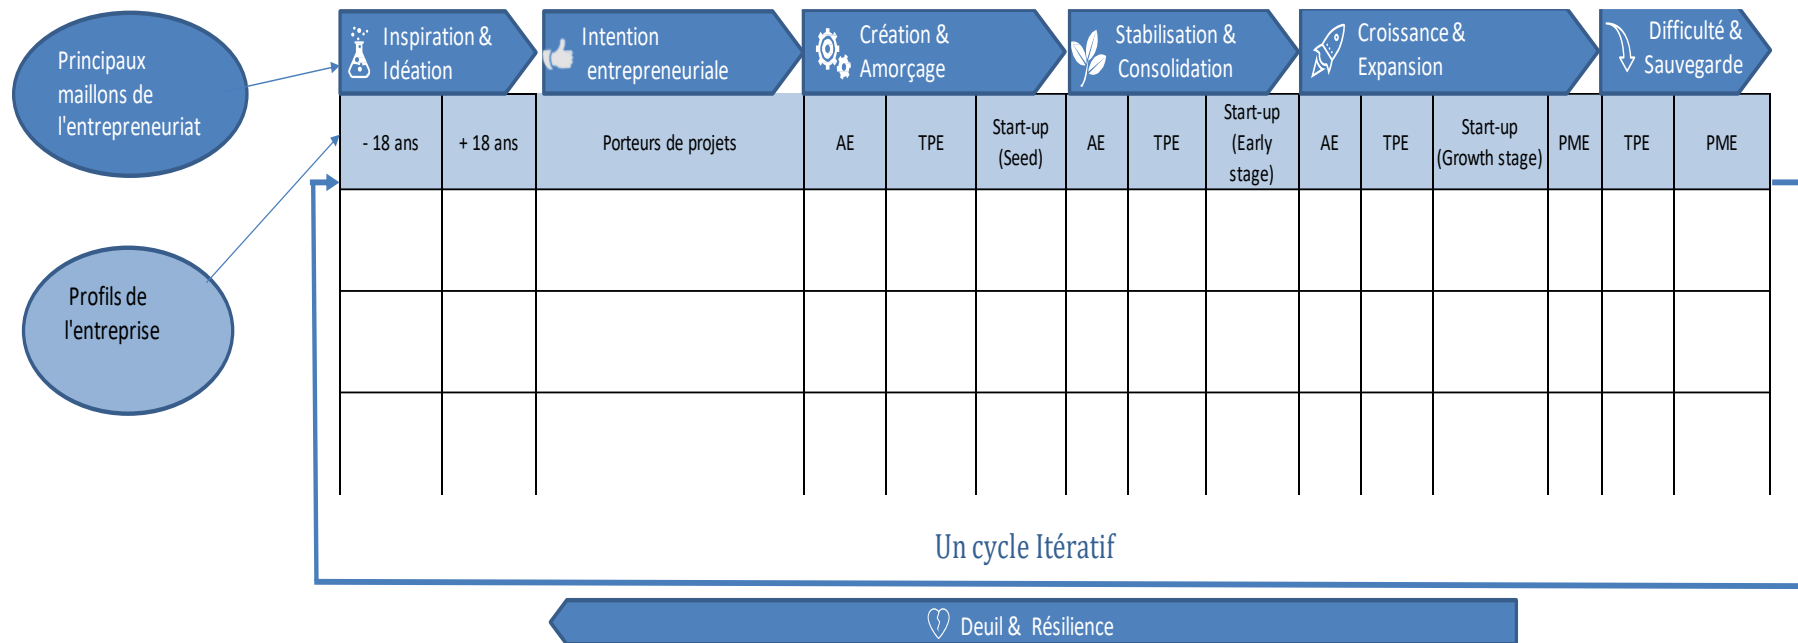 Principaux
maillons de
l'entrepreneuriat
Inspiration &
Idéation
Intention
entrepreneuriale
Création &
Amorçage
Stabilisation &
Consolidation
Croissance &
Expansion
Difficulté &
Sauvegarde
- 18 ans
+ 18 ans
Porteurs de projets
AE
TPE
Start-up
(Seed)
AE
TPE
Start-up
(Early
stage)
AE
TPE
Start-up
(Growth stage)
PME
TPE
PME
Profils de
l'entreprise
Un cycle Itératif
Deuil & Résilience